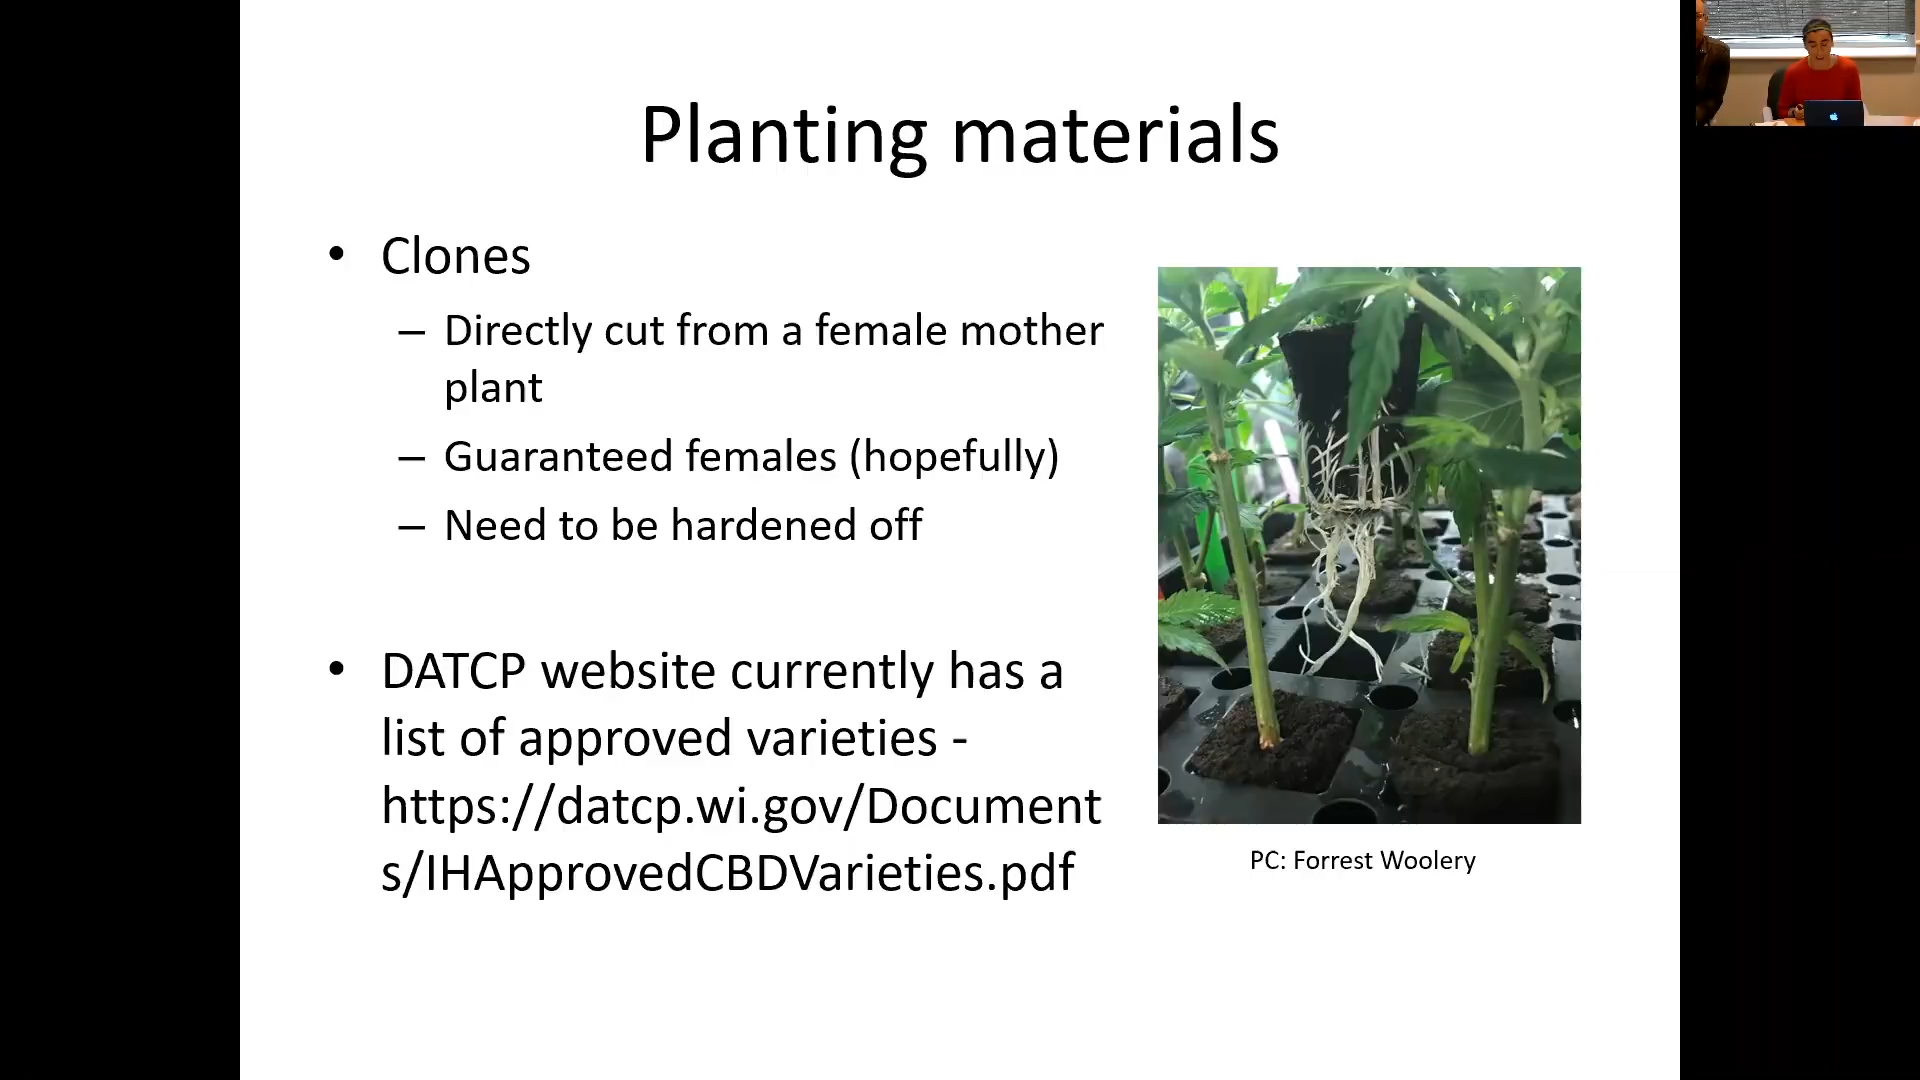 Planting materials
• Clones
– Directly cut from a female mother
plant
– Guaranteed females (hopefully)
– Need to be hardened off
• DATCP website currently has a
list of approved varieties -
https://datcp.wi.gov/Document
s/IHApprovedCBDVarieties.pdf
PC: Forrest Woolery